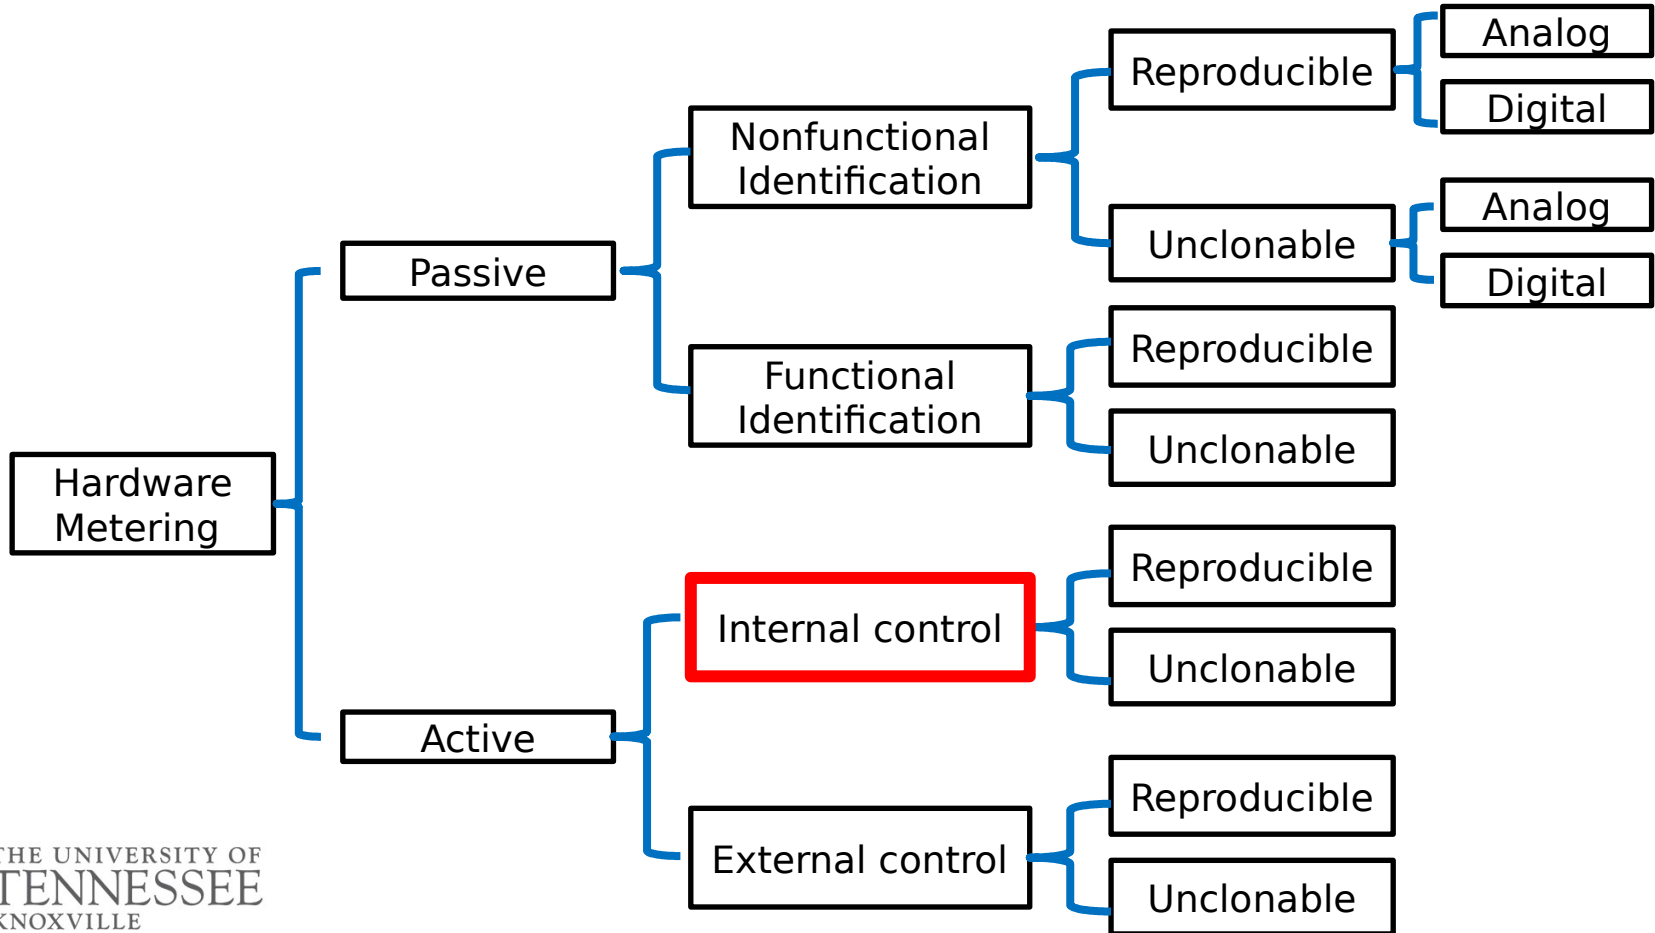 Hardware
Metering
Passive
Nonfunctional
Identification
Reproducible
Analog
Digital
Unclonable
Analog
Digital
Functional
Identification
Reproducible
Unclonable
Active
Internal control
Reproducible
Unclonable
External control
Reproducible
Unclonable
THE UNIVERSITY OF
TENNESSEE
KNOXVILLE